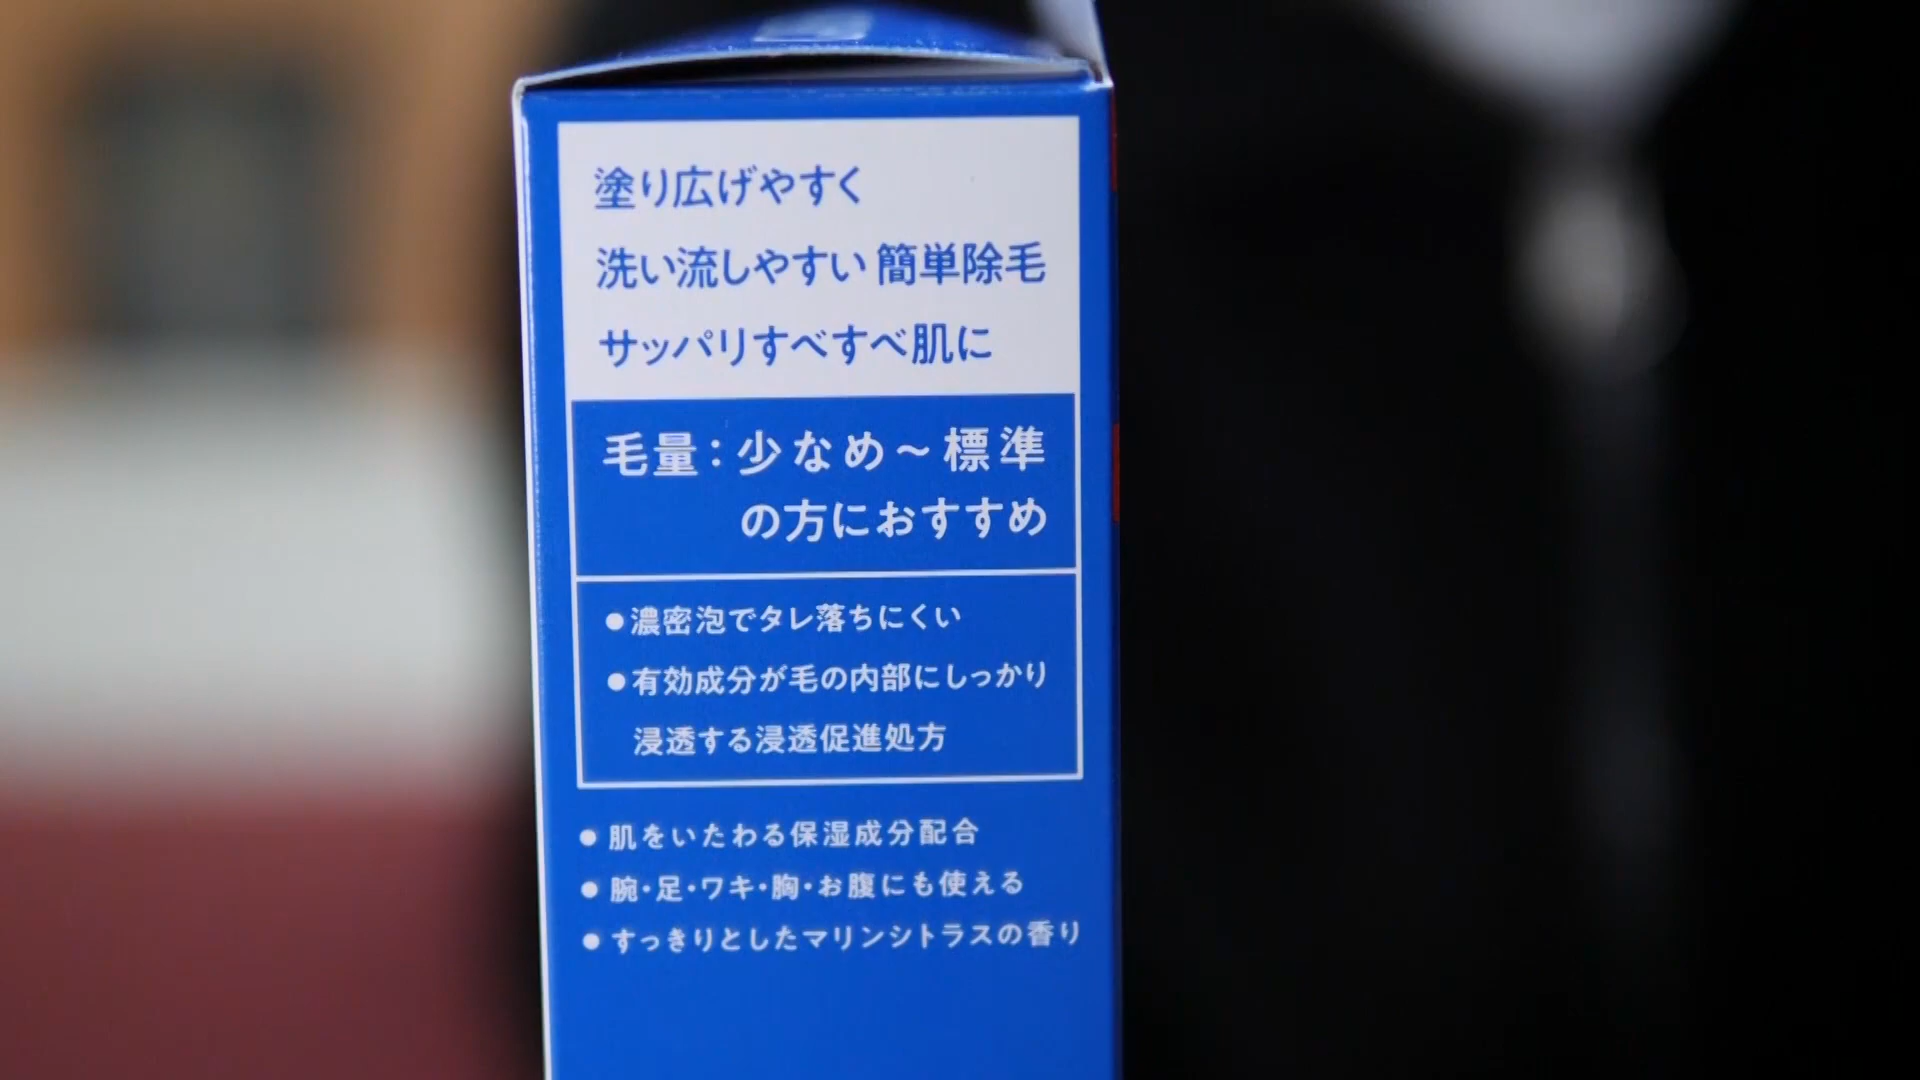 塗り広げやすく
洗い流しやすい 簡単除毛
サッパリすべすべ肌に
毛量：少なめ～標準
の方におすすめ
●濃密泡でタレ落ちにくい
●有効成分が毛の内部にしっかり
浸透する浸透促進処方
●肌をいたわる保湿成分配合
●腕・足・ワキ・胸・お腹にも使える
●すっきりとしたマリンシトラスの香り